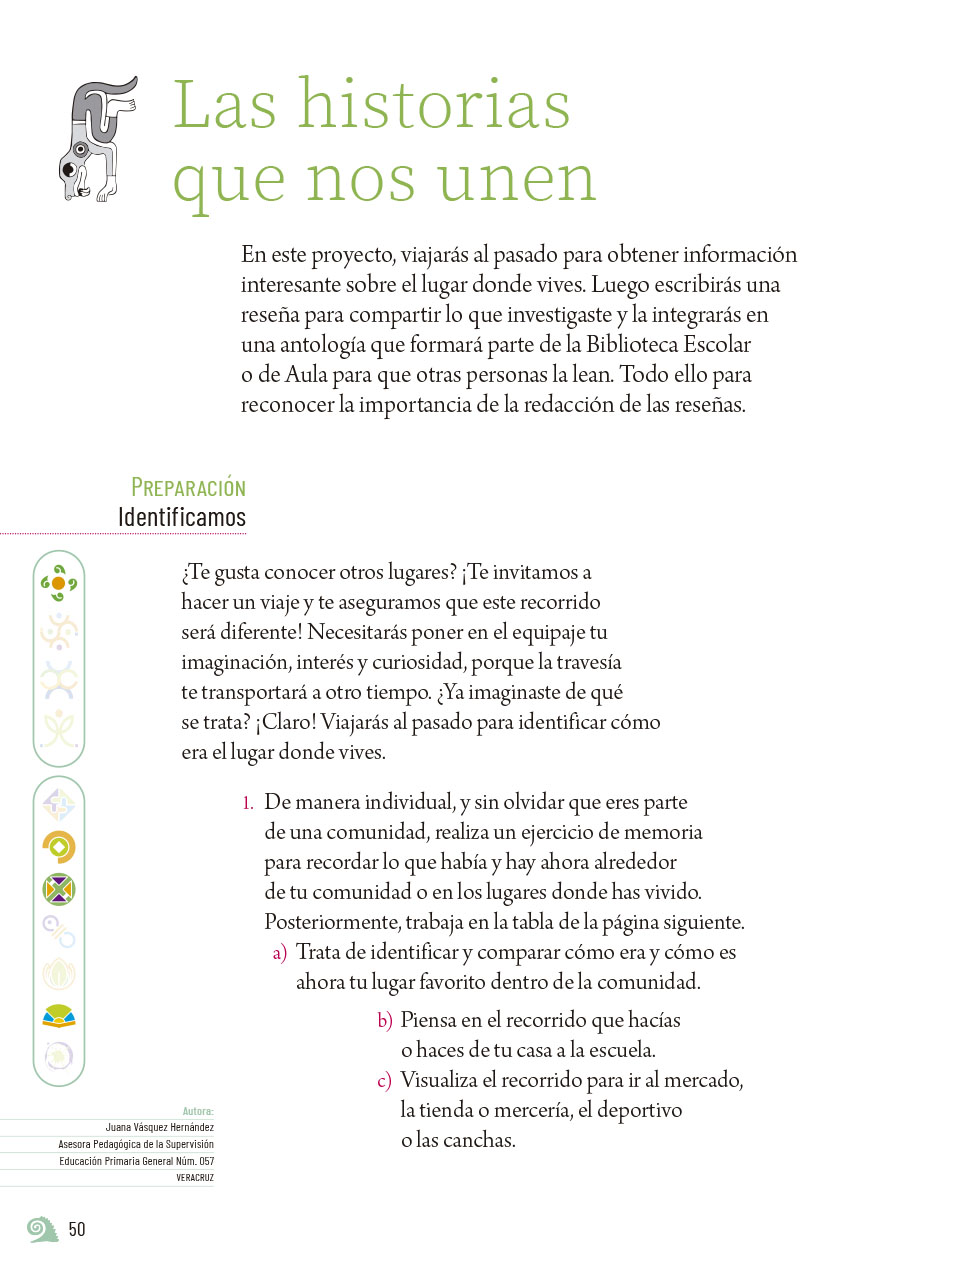 Las historias
que nos unen
En este proyecto, viajarás al pasado para obtener información
interesante sobre el lugar donde vives. Luego escribirás una
reseña para compartir lo que investigaste y la integrarás en
una antología que formará parte de la Biblioteca Escolar
o de Aula para que otras personas la lean. Todo ello para
reconocer la importancia de la redacción de las reseñas.
Preparación
Identificamos
¿Te gusta conocer otros lugares? ¡Te invitamos a
hacer un viaje y te aseguramos que este recorrido
será diferente! Necesitarás poner en el equipaje tu
imaginación, interés y curiosidad, porque la travesía
te transportará a otro tiempo. ¿Ya imaginaste de qué
se trata? ¡Claro! Viajarás al pasado para identificar cómo
era el lugar donde vives.
1. De manera individual, y sin olvidar que eres parte
de una comunidad, realiza un ejercicio de memoria
para recordar lo que había y hay ahora alrededor
de tu comunidad o en los lugares donde has vivido.
Posteriormente, trabaja en la tabla de la página siguiente.
a) Trata de identificar y comparar cómo era y cómo es
ahora tu lugar favorito dentro de la comunidad.
b) Piensa en el recorrido que hacías
o haces de tu casa a la escuela.
c) Visualiza el recorrido para ir al mercado,
la tienda o mercería, el deportivo
o las canchas.
Autora:
Juana Vásquez Hernández
Asesora Pedagógica de la Supervisión
Educación Primaria General Núm. 057
VERACRUZ
50